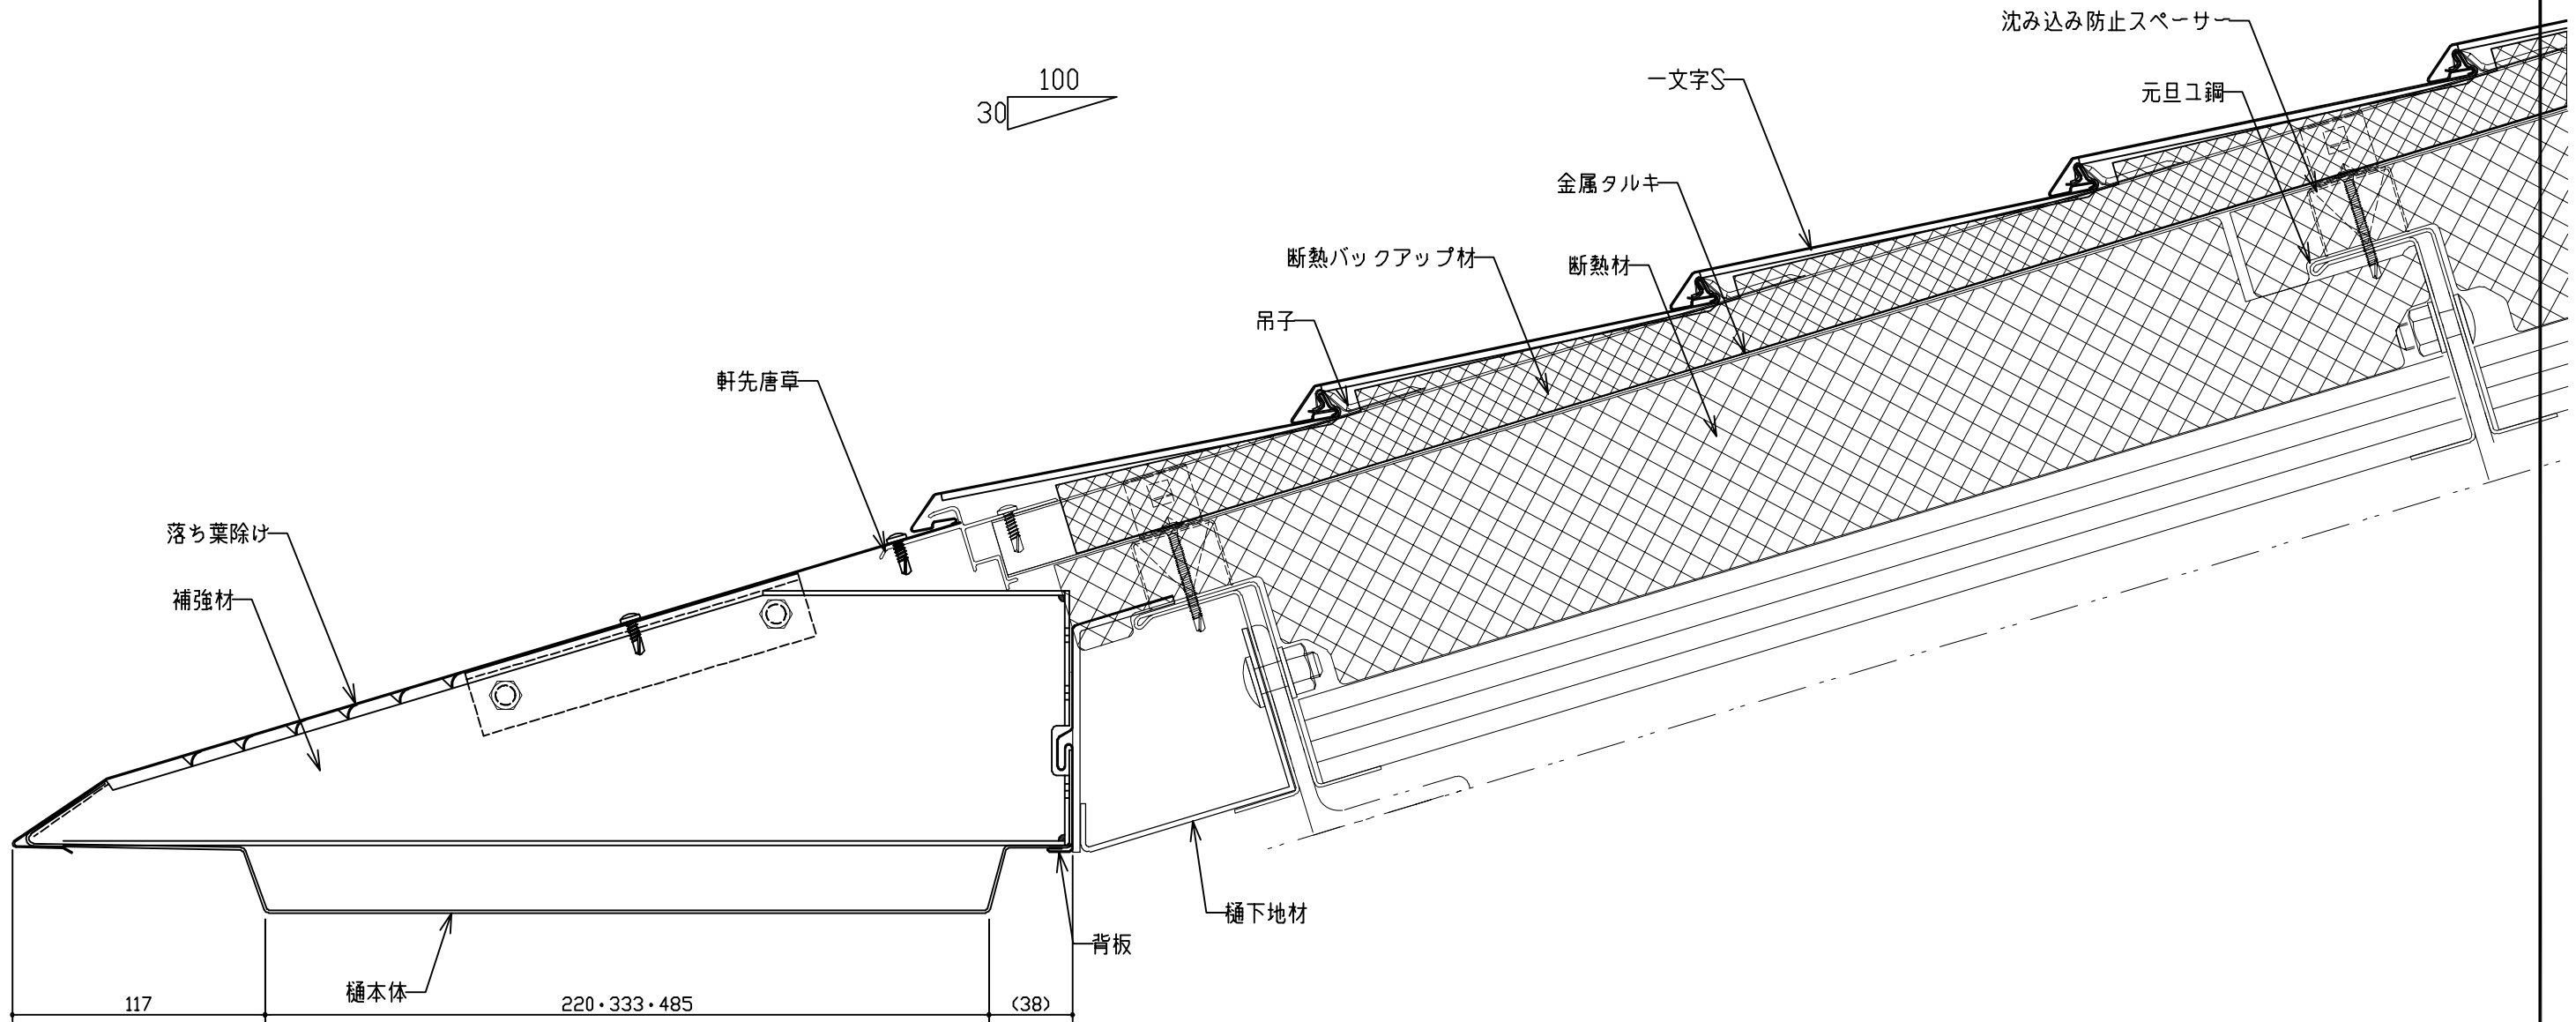 沈み込み防止スペーサー
100
一文字S
30
元旦ユ鋼
金属タルキ
断熱バックアップ材
断熱材
吊子
軒先唐草
落ち葉除け
補強材
樋下地材
背板
樋本体
117
220・333・485
(38)